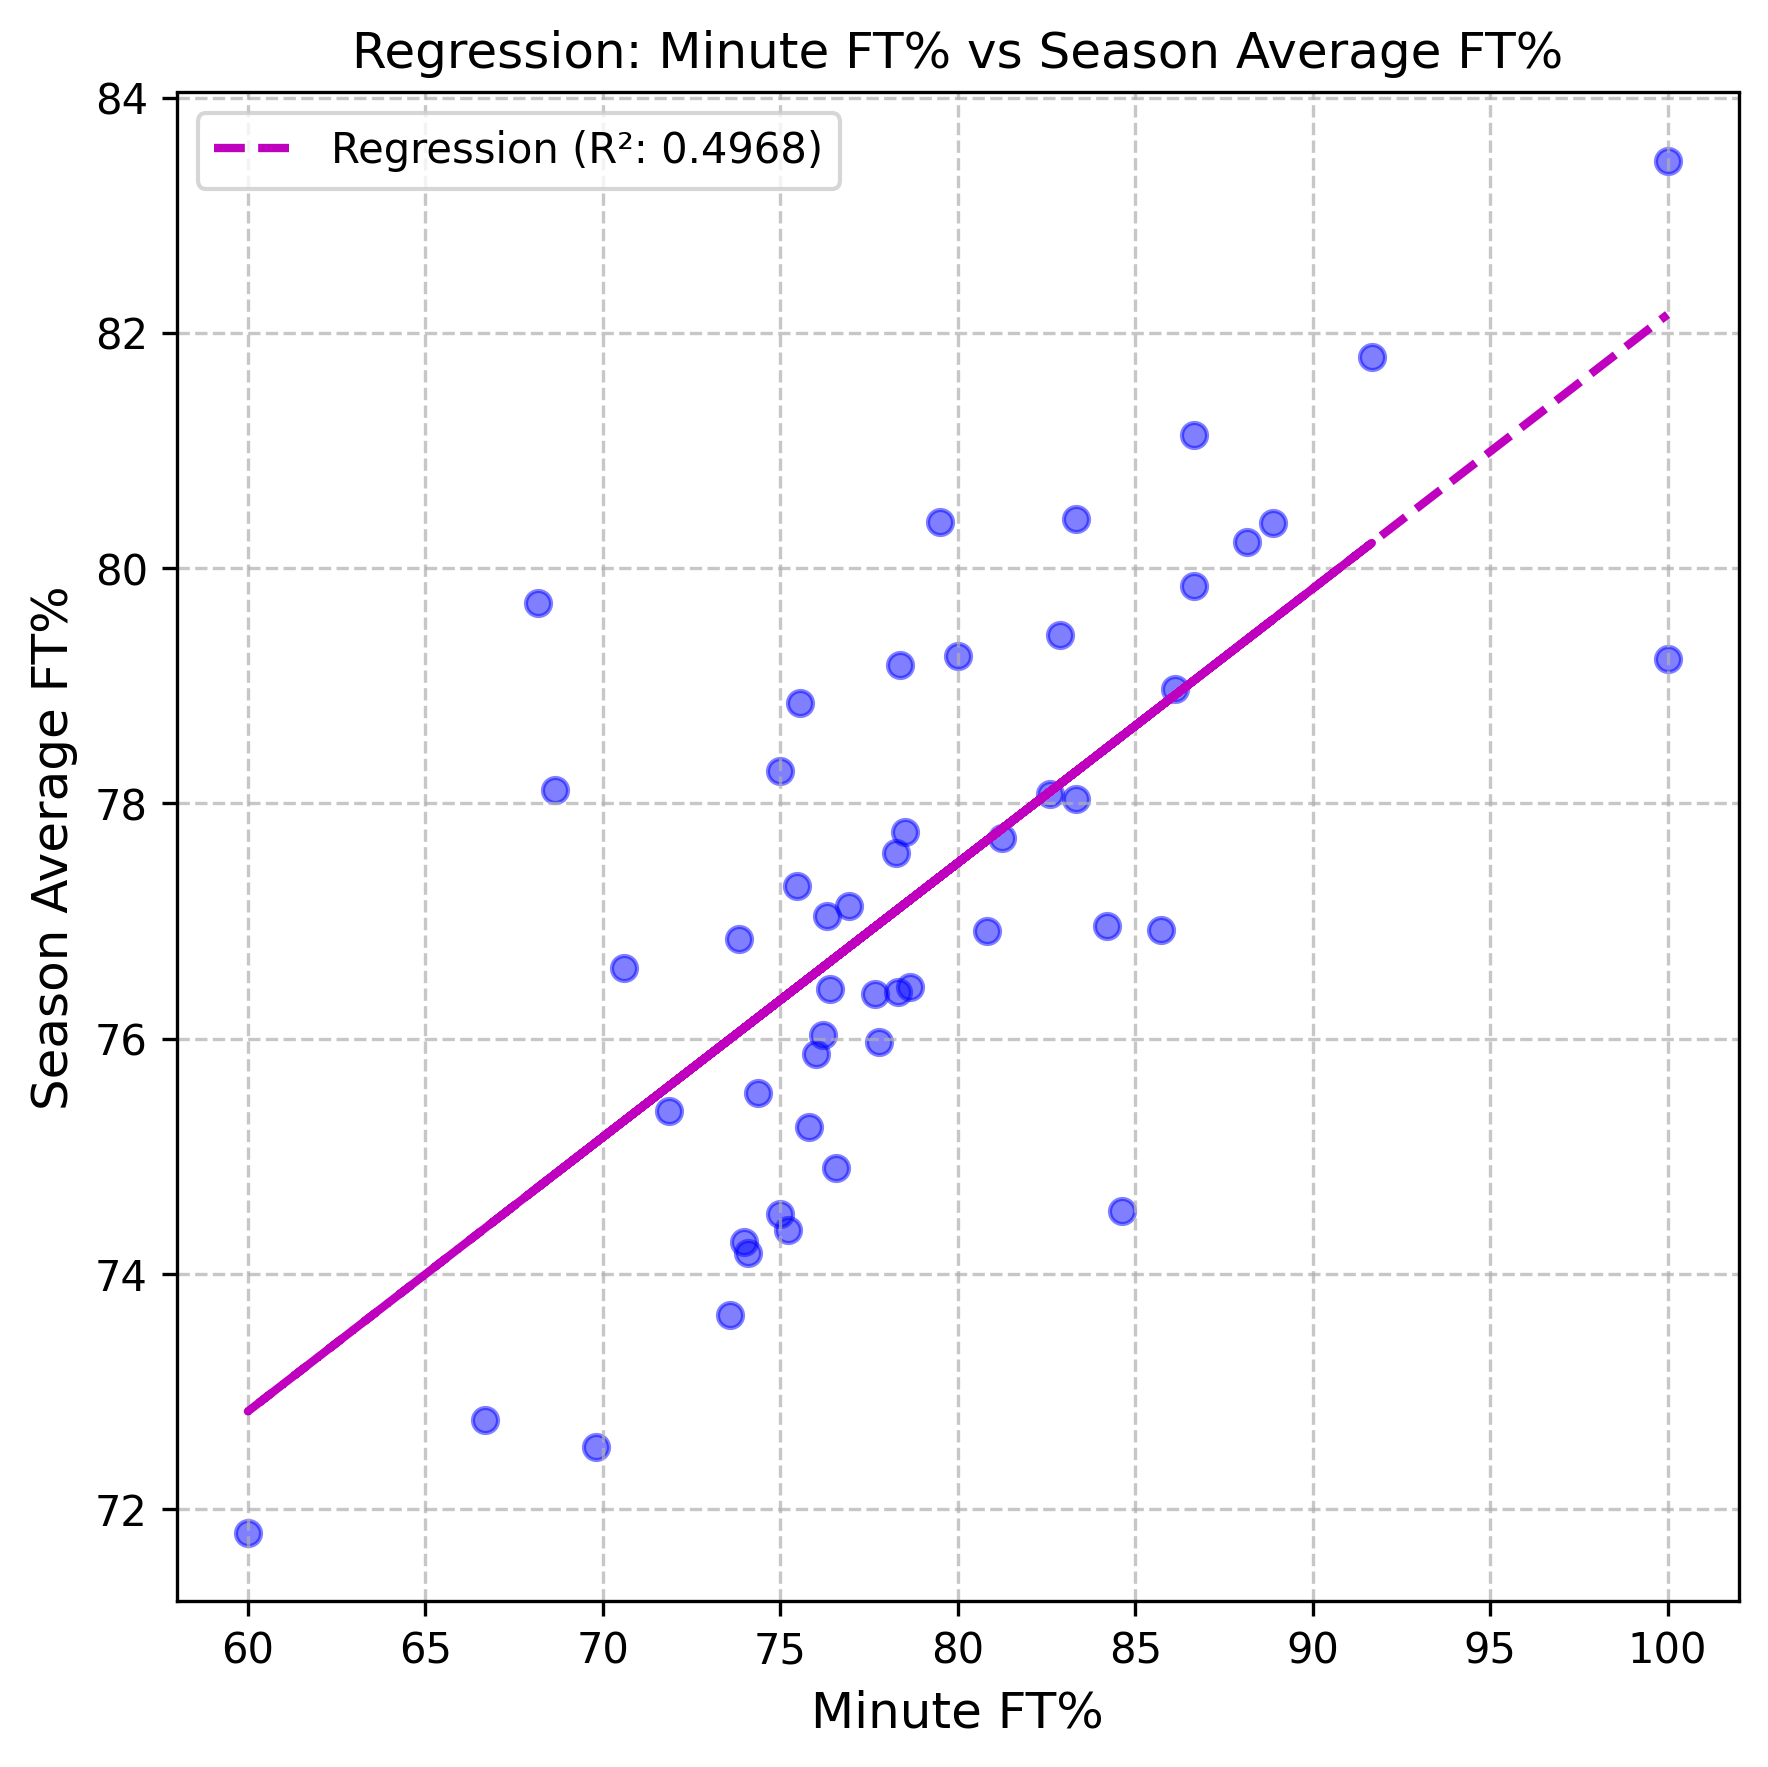 Regression: Minute FT% vs Season Average FT%
Regression (R²: 0.4968)
84
82
80
78
76
74
72
Season Average FT%
60 65 70 75 80 85 90 95 100
Minute FT%